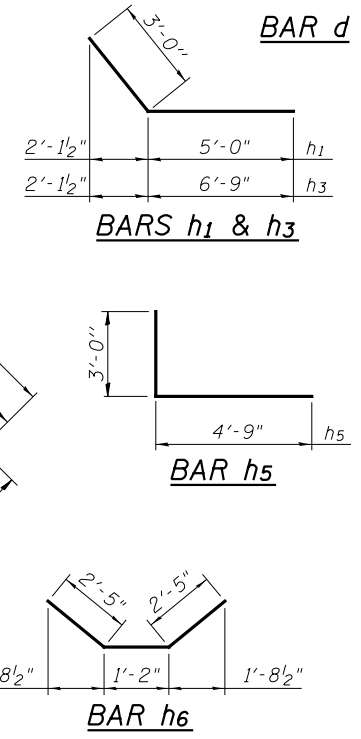 BAR d
3'-0"
2'-1½" 5'-0" h1
2'-1½" 6'-9" h3
BARS h1 & h3
3'-0"
4'-9" h5
BAR h5
2'-5" 2'-5"
8½" 1'-2" 1'-8½"
BAR h6